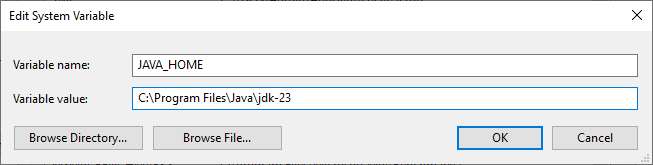 Edit System Variable
Variable name: JAVA_HOME
Variable value: C:\Program Files\Java\jdk-23
Browse Directory... Browse File... OK Cancel